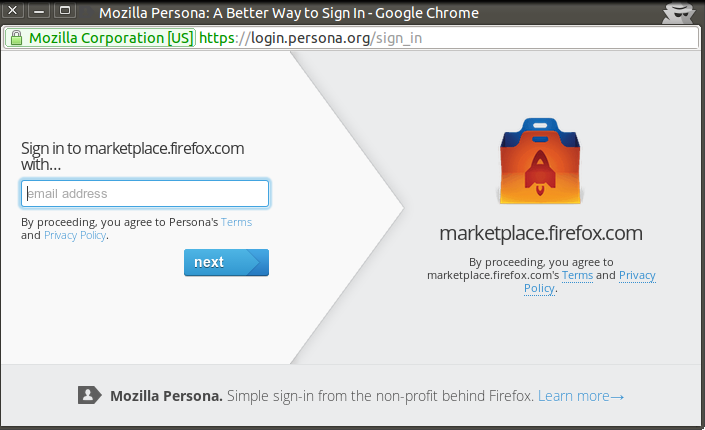 Mozilla Persona: A Better Way to Sign In - Google Chrome
Mozilla Corporation [US] https://login.persona.org/sign_in
Sign in to marketplace.firefox.com
with...
email address
By proceeding, you agree to Persona's Terms
and Privacy Policy.
next
marketplace.firefox.com
By proceeding, you agree to
marketplace.firefox.com's Terms and Privacy
Policy.
Mozilla Persona. Simple sign-in from the non-profit behind Firefox. Learn more→